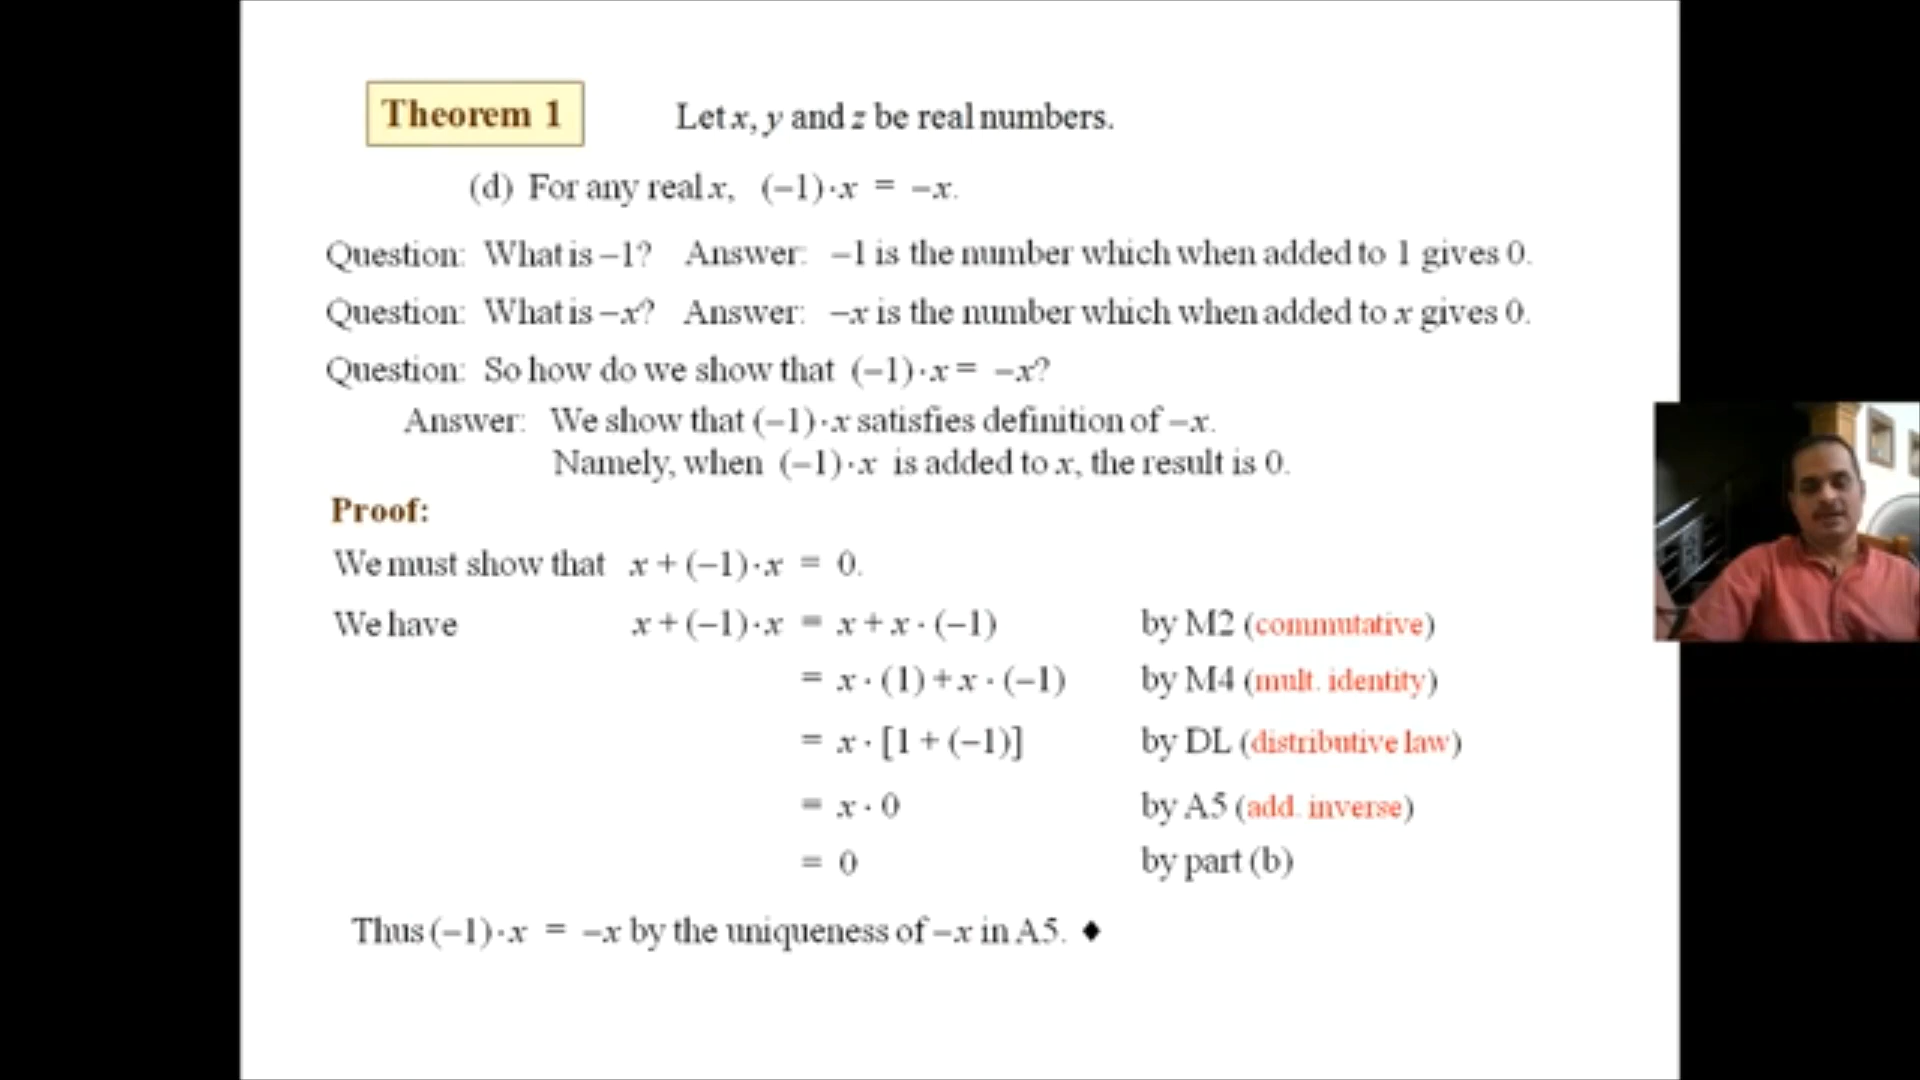 Theorem 1 Let x, y and z be real numbers.
(d) For any real x, (−1)·x = −x.
Question: What is −1? Answer: −1 is the number which when added to 1 gives 0.
Question: What is −x? Answer: −x is the number which when added to x gives 0.
Question: So how do we show that (−1)·x = −x?
Answer: We show that (−1)·x satisfies definition of −x.
Namely, when (−1)·x is added to x, the result is 0.
Proof:
We must show that x + (−1)·x = 0.
We have x + (−1)·x = x + x · (−1) by M2 (commutative)
= x · (1) + x · (−1) by M4 (mult. identity)
= x · [1 + (−1)] by DL (distributive law)
= x · 0 by A5 (add. inverse)
= 0 by part (b)
Thus (−1)·x = −x by the uniqueness of −x in A5. ♦